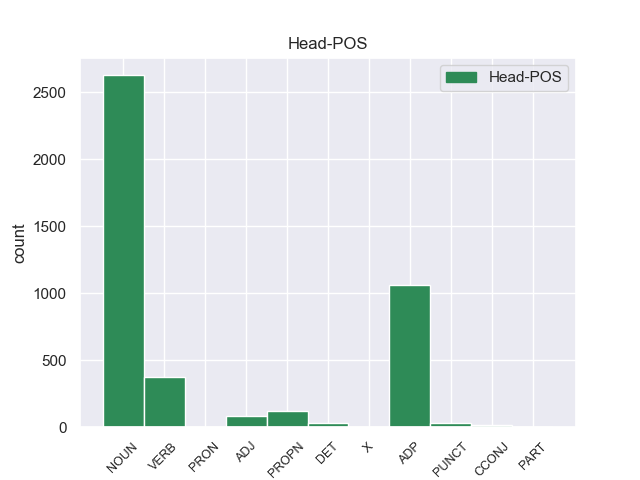 Head-POS
Head-POS
2500
2000
1500
1000
500
0
count
NOUN VERB PRON ADJ PROPN DET X ADP PUNCT CCONJ PART